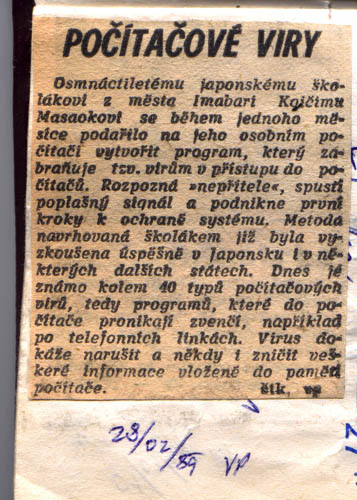 POČÍTAČOVÉ VIRY
Osmnáctiletému japonskému ško-
lákovi z města Imabari Koičimu
Masaokovi se během jednoho mě-
síce podařilo na jeho osobním po-
čítači vytvořit program, který za-
braňuje tzv. virům v přístupu do po-
čítačů. Rozpozná »nepřítele«, spustí
poplašný signál a podnikne první
kroky k ochraně systému. Metoda
navrhovaná školákem již byla vy-
zkoušena úspěšně v Japonsku i v ně-
kterých dalších státech. Dnes je
známo kolem 40 typů počítačových
virů, tedy programů, které do po-
čítače pronikají zvenčí, například
po telefonních linkách. Virus do-
káže narušit a někdy i zničit veš-
keré informace vložené do paměti
počítače. čtk, vp
28/02/89 VP